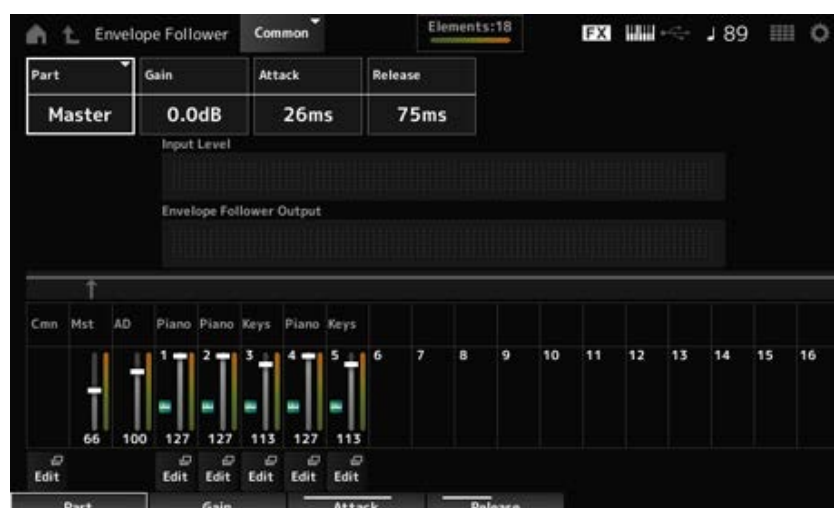 Envelope Follower Common Elements:18 FX ♩ 89
Part Gain Attack Release
Master 0.0dB 26ms 75ms
Input Level
Envelope Follower Output
Cmn Mst AD Piano Piano Keys Piano Keys
1 2 3 4 5 6 7 8 9 10 11 12 13 14 15 16
66 100 127 127 113 127 113
Edit Edit Edit Edit Edit Edit
Part Gain Attack Release